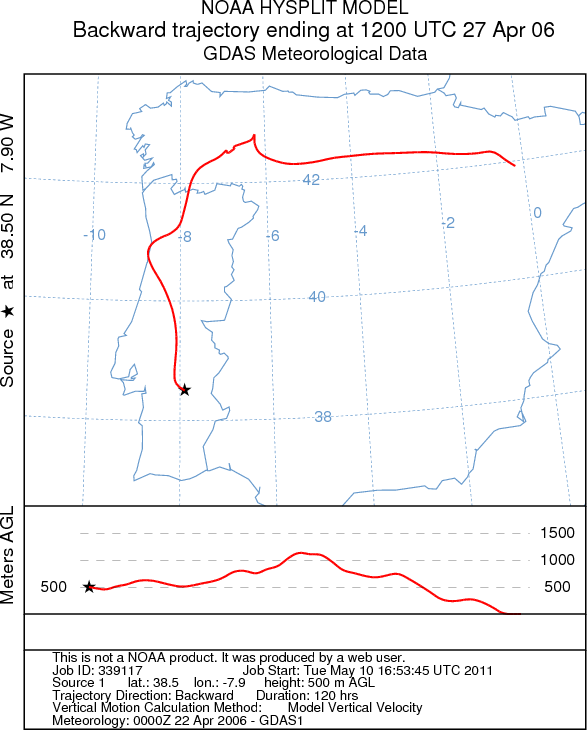 NOAA HYSPLIT MODEL
Backward trajectory ending at 1200 UTC 27 Apr 06
GDAS Meteorological Data
Source ★ at 38.50 N 7.90 W
42
-10
-8
-6
-4
-2
0
40
38
Meters AGL
1500
1000
500
500
This is not a NOAA product. It was produced by a web user.
Job ID: 339117 Job Start: Tue May 10 16:53:45 UTC 2011
Source 1 lat.: 38.5 lon.: -7.9 height: 500 m AGL
Trajectory Direction: Backward Duration: 120 hrs
Vertical Motion Calculation Method: Model Vertical Velocity
Meteorology: 0000Z 22 Apr 2006 - GDAS1